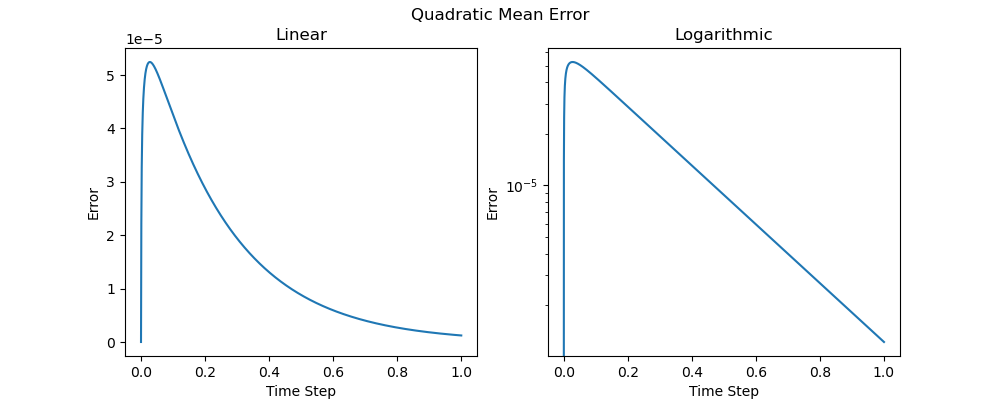 Quadratic Mean Error
Linear
1e−5
5
4
3
2
1
0
Error
0.0 0.2 0.4 0.6 0.8 1.0
Time Step
Logarithmic
10⁻⁵
Error
0.0 0.2 0.4 0.6 0.8 1.0
Time Step